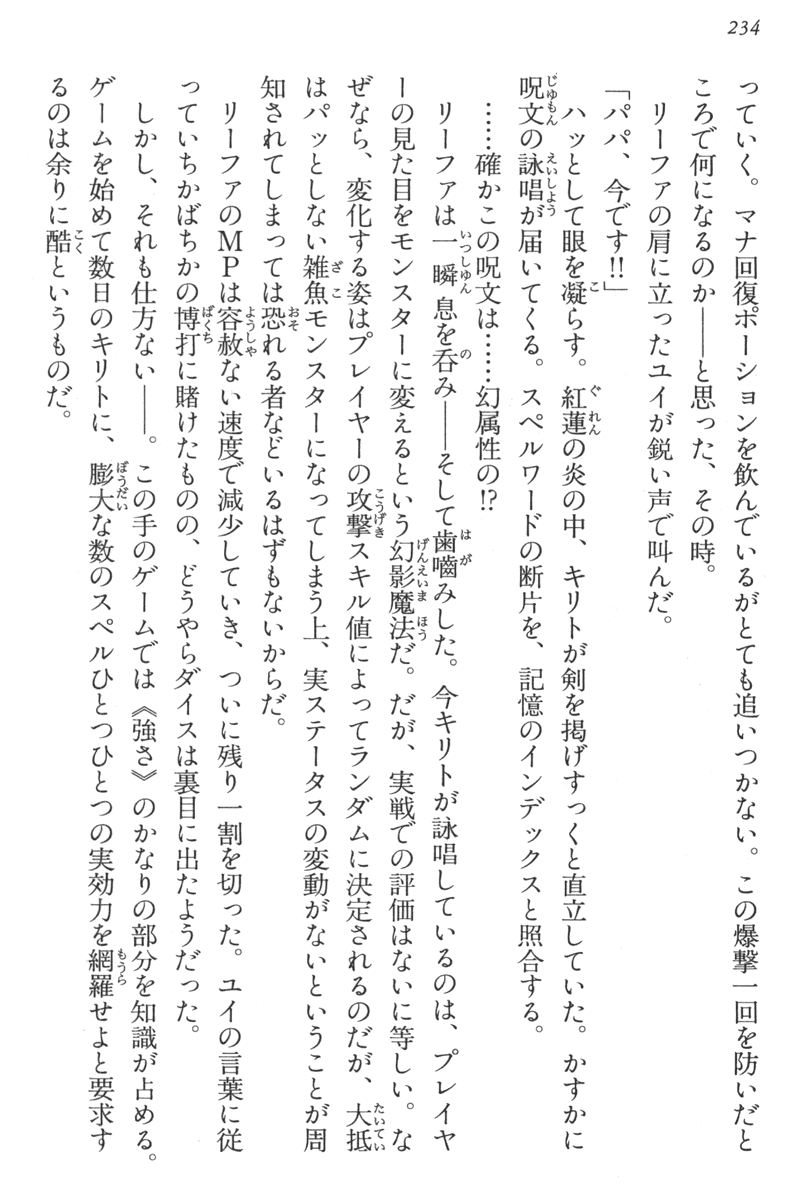 234
っていく。マナ回復ポーションを飲んでいるがとても追いつかない。この爆撃一回を防いだと
ころで何になるのか――と思った、その時。
リーファの肩に立ったユイが鋭い声で叫んだ。
「パパ、今です!!」
ハッとして眼を凝らす。紅蓮の炎の中、キリトが剣を掲げすっくと直立していた。かすかに
呪文の詠唱が届いてくる。スペルワードの断片を、記憶のインデックスと照合する。
……確かこの呪文は……幻属性の!?
リーファは一瞬息を呑み――そして歯嚙みした。今キリトが詠唱しているのは、プレイヤ
ーの見た目をモンスターに変えるという幻影魔法だ。だが、実戦での評価はないに等しい。な
ぜなら、変化する姿はプレイヤーの攻撃スキル値によってランダムに決定されるのだが、大抵
はパッとしない雑魚モンスターになってしまう上、実ステータスの変動がないということが周
知されてしまっては恐れる者などいるはずもないからだ。
リーファのMPは容赦ない速度で減少していき、ついに残り一割を切った。ユイの言葉に従
っていちかばちかの博打に賭けたものの、どうやらダイスは裏目に出たようだった。
しかし、それも仕方ない――。この手のゲームでは《強さ》のかなりの部分を知識が占める。
ゲームを始めて数日のキリトに、膨大な数のスペルひとつひとつの実効力を網羅せよと要求す
るのは余りに酷というものだ。